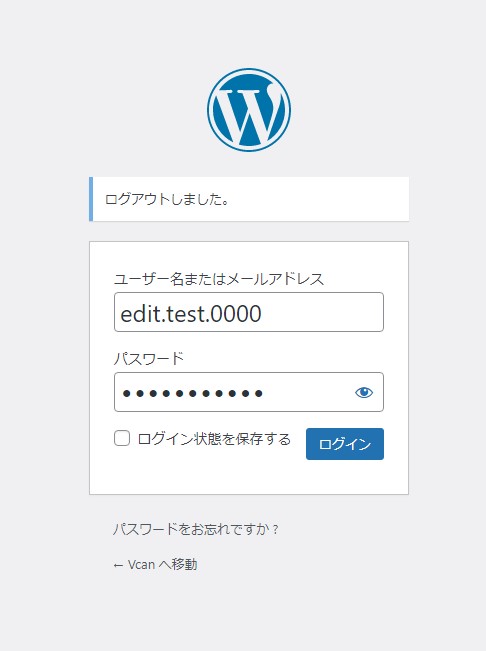 ログアウトしました。
ユーザー名またはメールアドレス
edit.test.0000
パスワード
•••••••••••
ログイン状態を保存する
ログイン
パスワードをお忘れですか ?
← Vcan へ移動